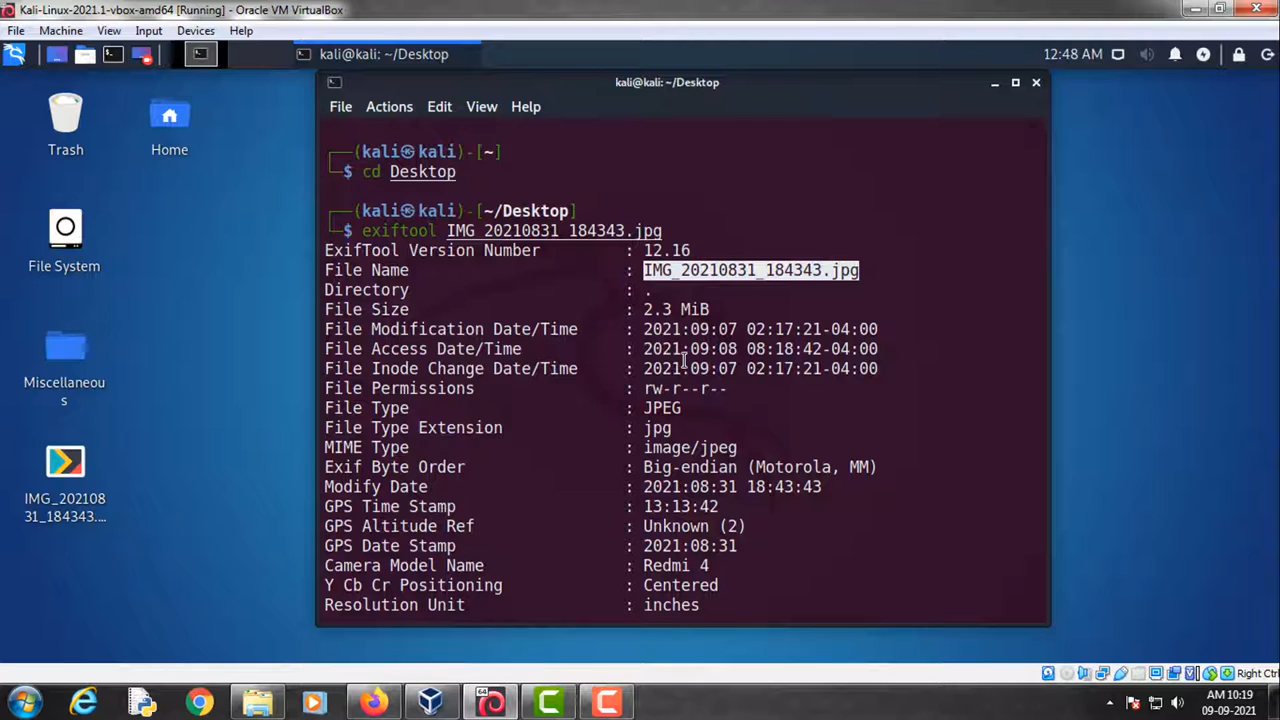 Kali-Linux-2021.1-vbox-amd64 [Running] - Oracle VM VirtualBox
File Machine View Input Devices Help
kali@kali: ~/Desktop
12:48 AM
kali@kali: ~/Desktop
File Actions Edit View Help
Trash
Home
File System
Miscellaneou
s
IMG_202108
31_184343....
(kali㉿kali)-[~]
$ cd Desktop
(kali㉿kali)-[~/Desktop]
$ exiftool IMG_20210831_184343.jpg
ExifTool Version Number : 12.16
File Name : IMG_20210831_184343.jpg
Directory : .
File Size : 2.3 MiB
File Modification Date/Time : 2021:09:07 02:17:21-04:00
File Access Date/Time : 2021:09:08 08:18:42-04:00
File Inode Change Date/Time : 2021:09:07 02:17:21-04:00
File Permissions : rw-r--r--
File Type : JPEG
File Type Extension : jpg
MIME Type : image/jpeg
Exif Byte Order : Big-endian (Motorola, MM)
Modify Date : 2021:08:31 18:43:43
GPS Time Stamp : 13:13:42
GPS Altitude Ref : Unknown (2)
GPS Date Stamp : 2021:08:31
Camera Model Name : Redmi 4
Y Cb Cr Positioning : Centered
Resolution Unit : inches
Right Ctrl
64
AM 10:19
09-09-2021